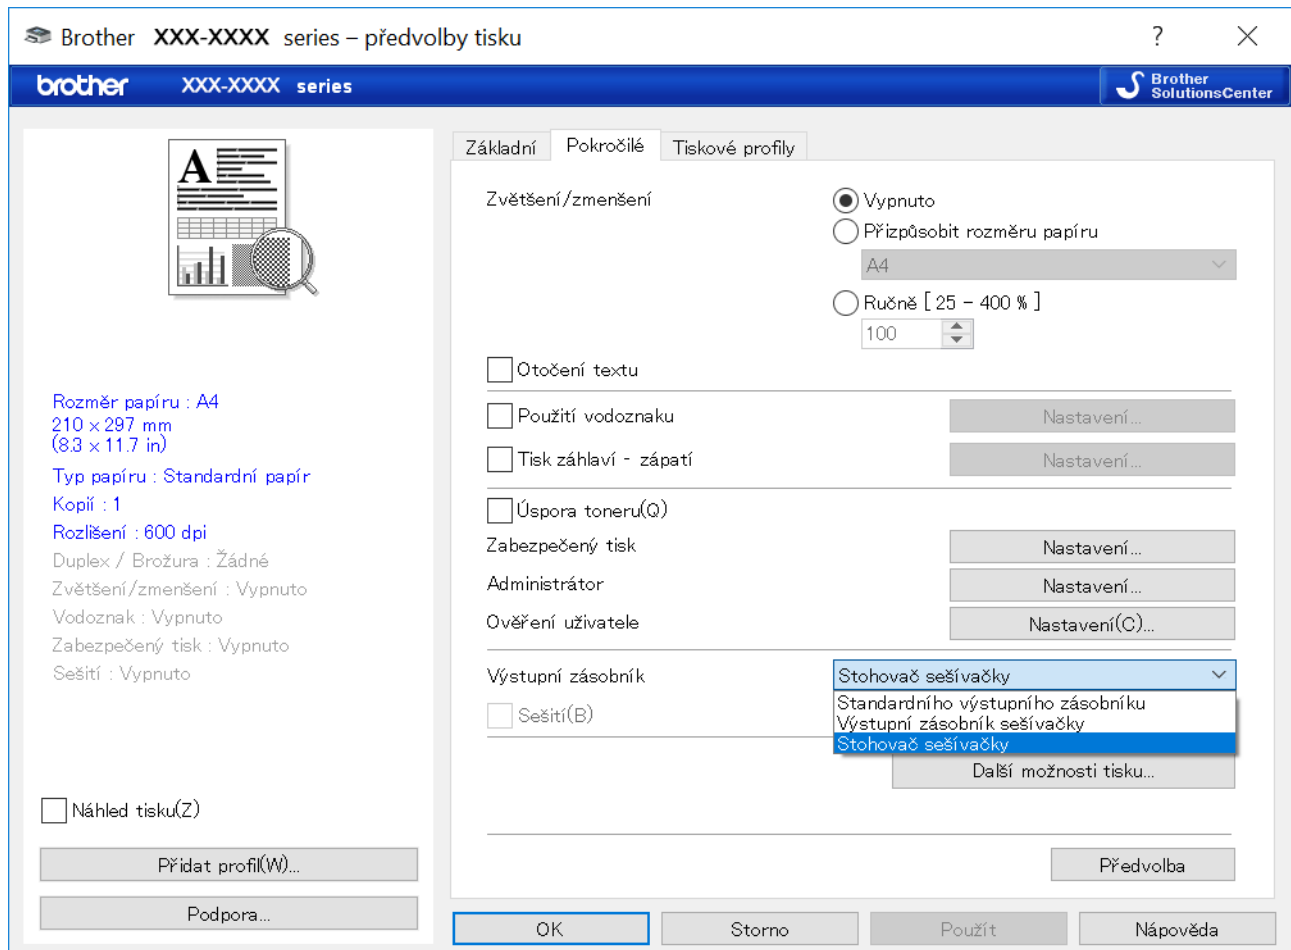 Brother XXX-XXXX series – předvolby tisku
?
brother XXX-XXXX series
Brother
SolutionsCenter
A
Rozměr papíru : A4
210 x 297 mm
(8.3 x 11.7 in)
Typ papíru : Standardní papír
Kopií : 1
Rozlišení : 600 dpi
Duplex / Brožura : Žádné
Zvětšení/zmenšení : Vypnuto
Vodoznak : Vypnuto
Zabezpečený tisk : Vypnuto
Sešití : Vypnuto
Náhled tisku(Z)
Přidat profil(W)...
Podpora...
Základní
Pokročilé
Tiskové profily
Zvětšení/zmenšení
Vypnuto
Přizpůsobit rozměru papíru
A4
Ručně [ 25 – 400 % ]
100
Otočení textu
Použití vodoznaku
Nastavení...
Tisk záhlaví - zápatí
Nastavení...
Úspora toneru(Q)
Zabezpečený tisk
Nastavení...
Administrátor
Nastavení...
Ověření uživatele
Nastavení(C)...
Výstupní zásobník
Stohovač sešívačky
Standardního výstupního zásobníku
Výstupní zásobník sešívačky
Stohovač sešívačky
Sešití(B)
Další možnosti tisku...
Předvolba
OK
Storno
Použít
Nápověda